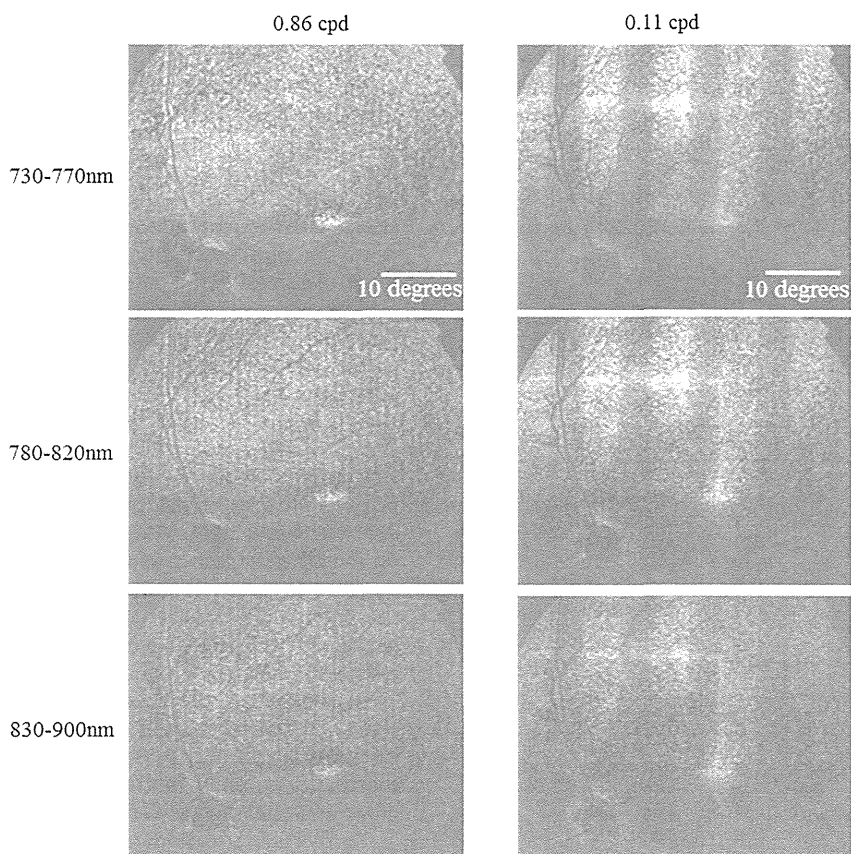 0.86 cpd
0.11 cpd
730-770nm
10 degrees
10 degrees
780-820nm
830-900nm